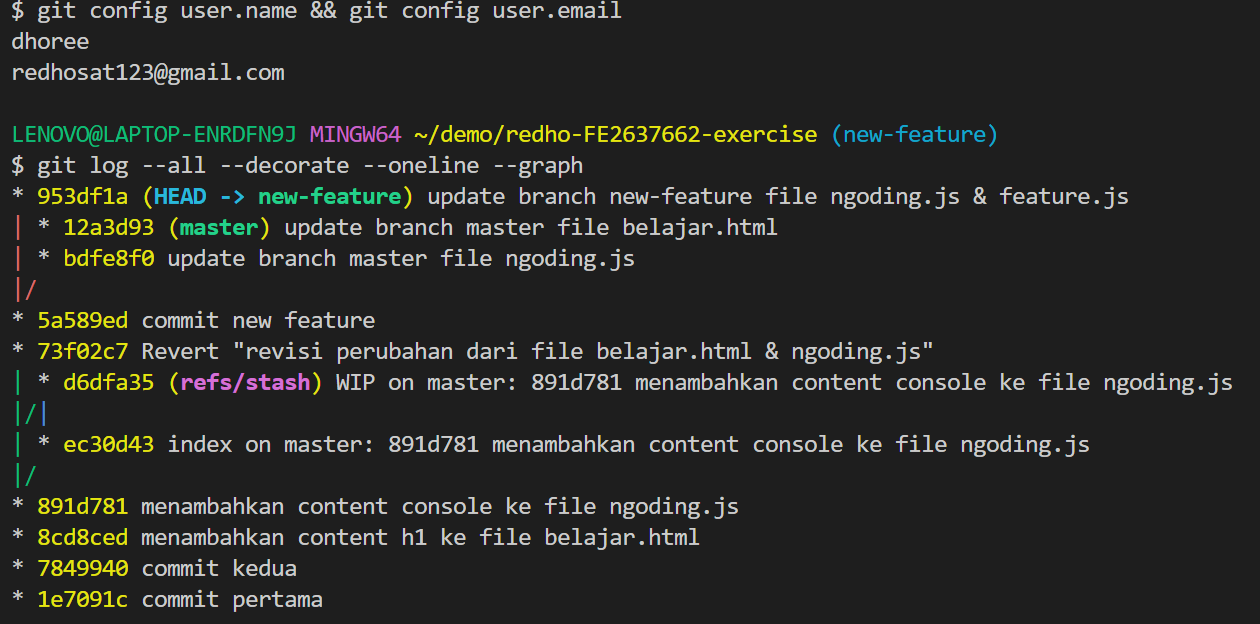 $ git config user.name && git config user.email
dhoree
redhosat123@gmail.com
LENOVO@LAPTOP-ENRDFN9J MINGW64 ~/demo/redho-FE2637662-exercise (new-feature)
$ git log --all --decorate --oneline --graph
* 953df1a (HEAD -> new-feature) update branch new-feature file ngoding.js & feature.js
| * 12a3d93 (master) update branch master file belajar.html
| * bdfe8f0 update branch master file ngoding.js
|/
* 5a589ed commit new feature
* 73f02c7 Revert "revisi perubahan dari file belajar.html & ngoding.js"
| * d6dfa35 (refs/stash) WIP on master: 891d781 menambahkan content console ke file ngoding.js
|/|
| * ec30d43 index on master: 891d781 menambahkan content console ke file ngoding.js
|/
* 891d781 menambahkan content console ke file ngoding.js
* 8cd8ced menambahkan content h1 ke file belajar.html
* 7849940 commit kedua
* 1e7091c commit pertama